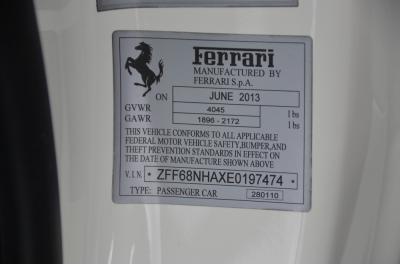 Ferrari
MANUFACTURED BY
FERRARI S.p.A.
ON JUNE 2013
GVWR 4045 lbs
GAWR 1896 - 2172 lbs
THIS VEHICLE CONFORMS TO ALL APPLICABLE
FEDERAL MOTOR VEHICLE SAFETY, BUMPER, AND
THEFT PREVENTION STANDARDS IN EFFECT ON
THE DATE OF MANUFACTURE SHOWN ABOVE
V.I.N. ZFF68NHAXE0197474
TYPE: PASSENGER CAR 280110